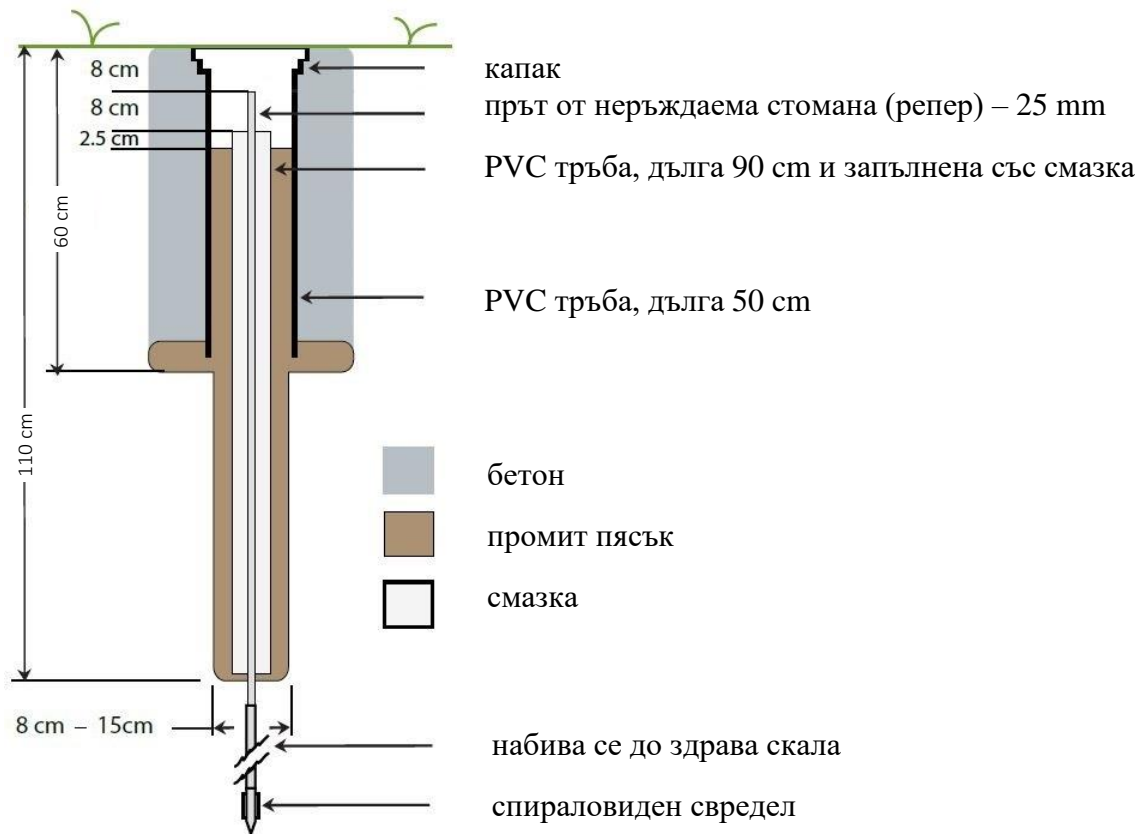 8 cm
капак
8 cm
прът от неръждаема стомана (репер) – 25 mm
2.5 cm
PVC тръба, дълга 90 cm и запълнена със смазка
60 cm
PVC тръба, дълга 50 cm
110 cm
бетон
промит пясък
смазка
8 cm – 15cm
набива се до здрава скала
спираловиден свредел